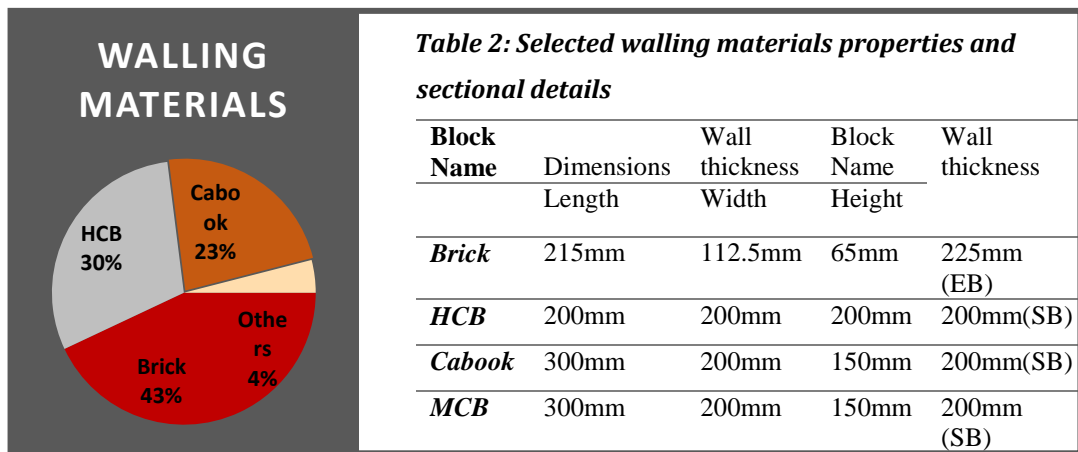 WALLING
MATERIALS
Cabo
ok
23%
HCB
30%
Othe
rs
4%
Brick
43%
Table 2: Selected walling materials properties and
sectional details
Block Name Dimensions Wall thickness Block Name Wall thickness
Length Width Height
Brick 215mm 112.5mm 65mm 225mm (EB)
HCB 200mm 200mm 200mm 200mm(SB)
Cabook 300mm 200mm 150mm 200mm(SB)
MCB 300mm 200mm 150mm 200mm (SB)